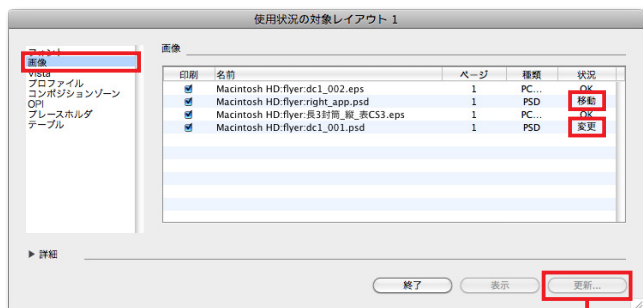 使用状況の対象レイアウト 1
フォント
画像
Vista
プロファイル
コンポジションゾーン
OPI
プレースホルダ
テーブル
画像
印刷 名前 ページ 種類 状況
Macintosh HD:flyer:dc1_002.eps 1 PC... OK
Macintosh HD:flyer:right_app.psd 1 PSD 移動
Macintosh HD:flyer:長3封筒_縦_表CS3.eps 1 PC... OK
Macintosh HD:flyer:dc1_001.psd 1 PSD 変更
▶ 詳細
終了 表示 更新...